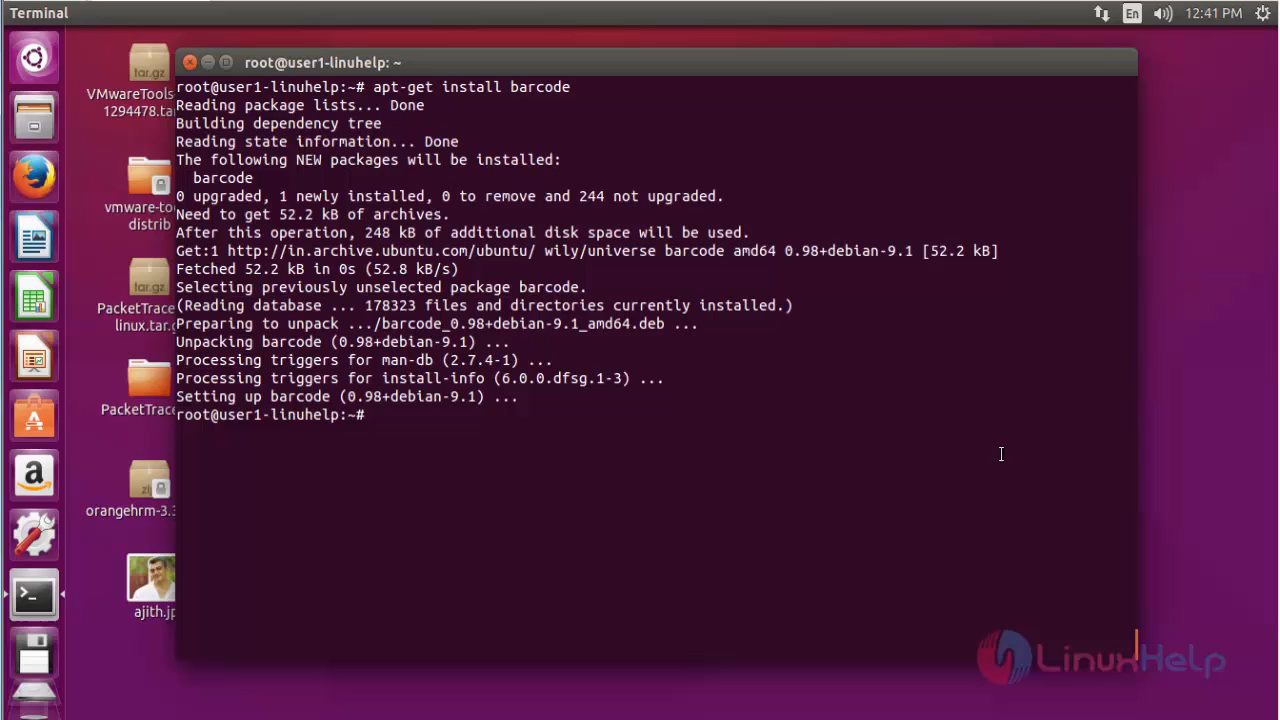 Terminal
En
12:41 PM
tar.gz
VMwareTools-
1294478.ta
vmware-to
distrib
tar.gz
PacketTrace
linux.tar.g
PacketTrace
zip
orangehrm-3.3
ajith.jp
root@user1-linuhelp: ~
root@user1-linuhelp:~# apt-get install barcode
Reading package lists... Done
Building dependency tree
Reading state information... Done
The following NEW packages will be installed:
  barcode
0 upgraded, 1 newly installed, 0 to remove and 244 not upgraded.
Need to get 52.2 kB of archives.
After this operation, 248 kB of additional disk space will be used.
Get:1 http://in.archive.ubuntu.com/ubuntu/ wily/universe barcode amd64 0.98+debian-9.1 [52.2 kB]
Fetched 52.2 kB in 0s (52.8 kB/s)
Selecting previously unselected package barcode.
(Reading database ... 178323 files and directories currently installed.)
Preparing to unpack .../barcode_0.98+debian-9.1_amd64.deb ...
Unpacking barcode (0.98+debian-9.1) ...
Processing triggers for man-db (2.7.4-1) ...
Processing triggers for install-info (6.0.0.dfsg.1-3) ...
Setting up barcode (0.98+debian-9.1) ...
root@user1-linuhelp:~#
LinuxHelp